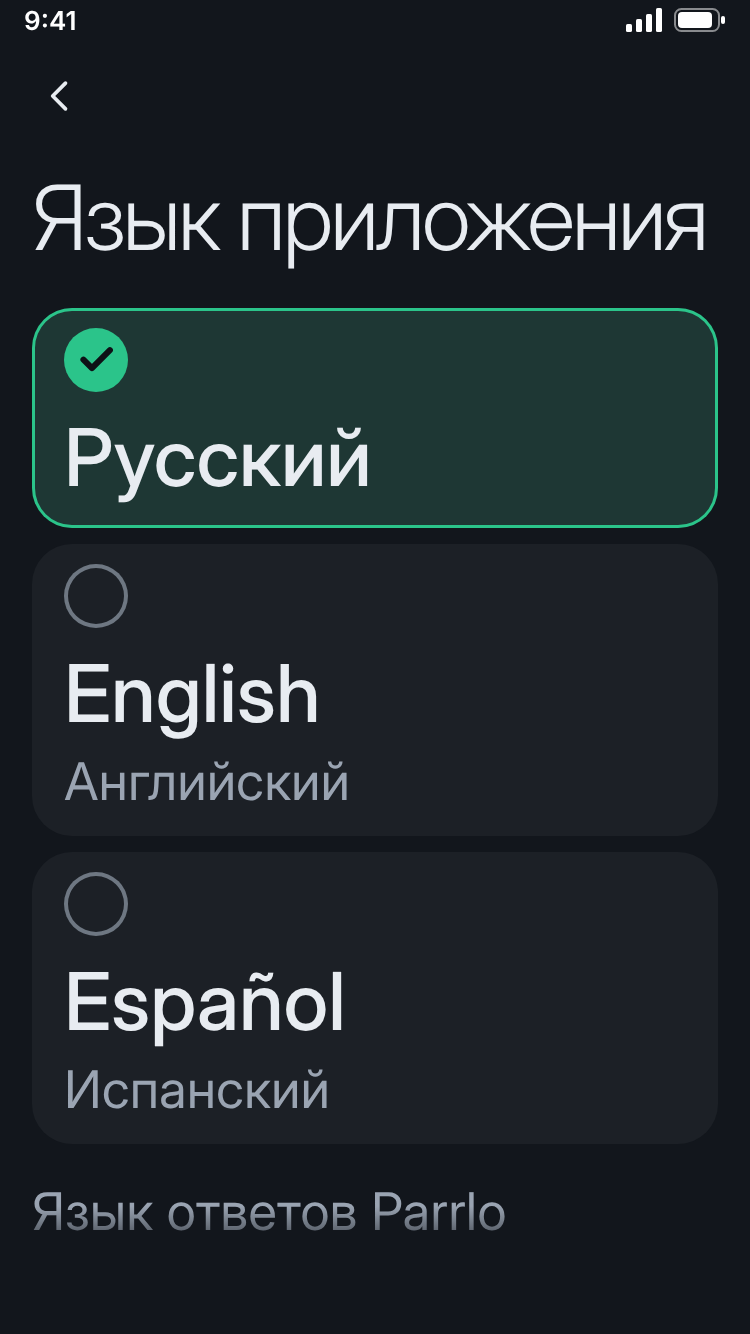 9:41
Язык приложения
Русский
English
Английский
Español
Испанский
Язык ответов Parrlo